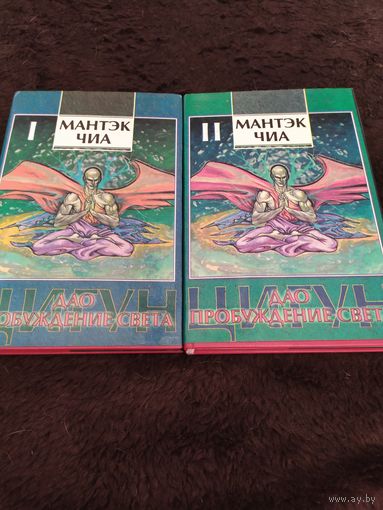 I
МАНТЭК
ЧИА
ЦИГУН
ДАО
ПРОБУЖДЕНИЕ СВЕТА
II
МАНТЭК
ЧИА
ЦИГУН
ДАО
ПРОБУЖДЕНИЕ СВЕТА
www.ay.by